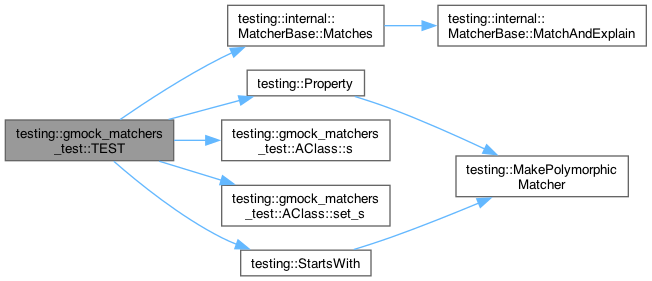 testing::internal::
MatcherBase::Matches
testing::internal::
MatcherBase::MatchAndExplain
testing::Property
testing::gmock_matchers
_test::TEST
testing::gmock_matchers
_test::AClass::s
testing::MakePolymorphic
Matcher
testing::gmock_matchers
_test::AClass::set_s
testing::StartsWith